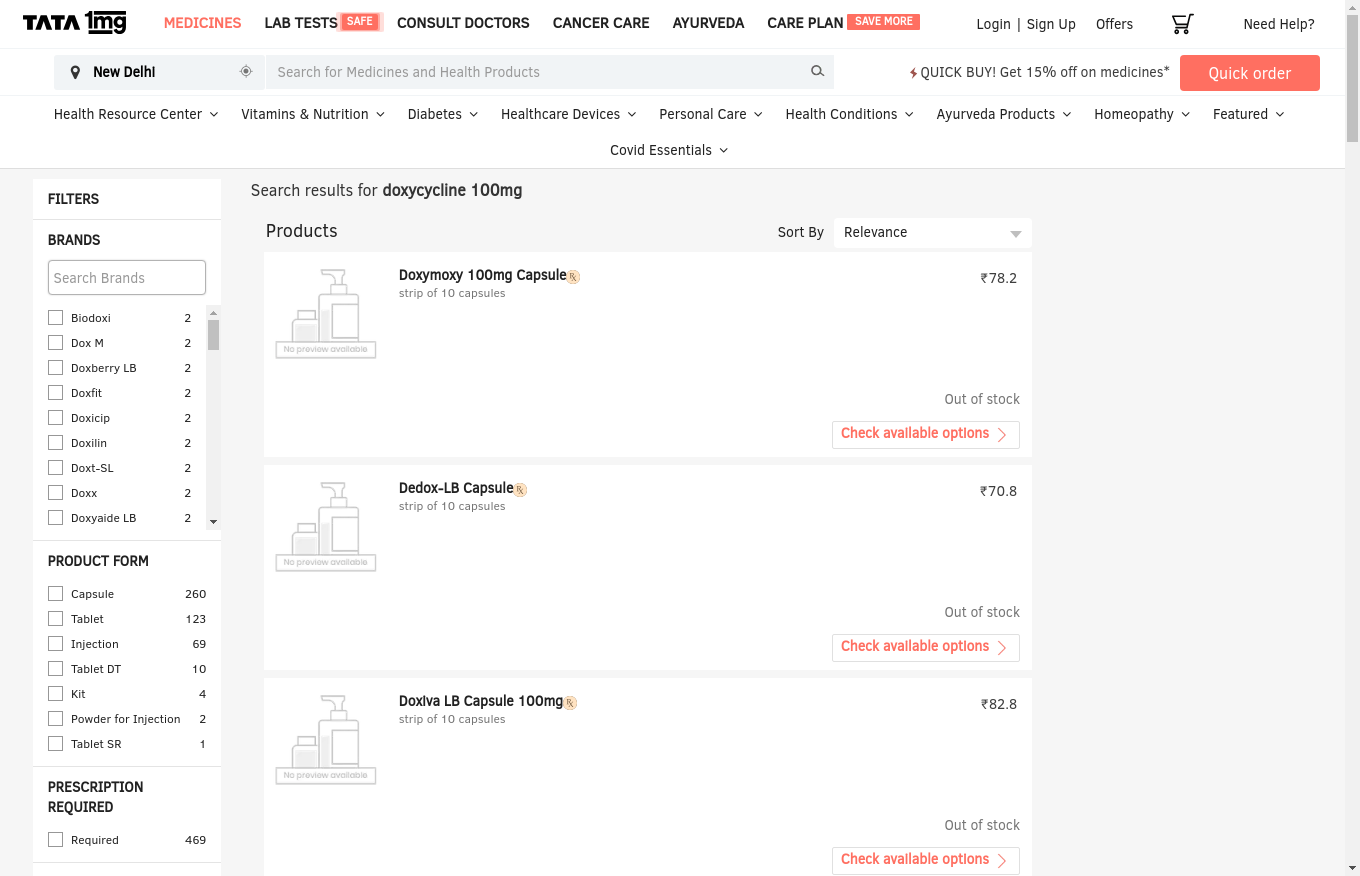 TATA 1mg
MEDICINES LAB TESTS SAFE CONSULT DOCTORS CANCER CARE AYURVEDA CARE PLAN SAVE MORE Login | Sign Up Offers Need Help?
New Delhi Search for Medicines and Health Products QUICK BUY! Get 15% off on medicines* Quick order
Health Resource Center Vitamins & Nutrition Diabetes Healthcare Devices Personal Care Health Conditions Ayurveda Products Homeopathy Featured
Covid Essentials
FILTERS
BRANDS
Search Brands
Biodoxi 2
Dox M 2
Doxberry LB 2
Doxfit 2
Doxicip 2
Doxilin 2
Doxt-SL 2
Doxx 2
Doxyaide LB 2
PRODUCT FORM
Capsule 260
Tablet 123
Injection 69
Tablet DT 10
Kit 4
Powder for Injection 2
Tablet SR 1
PRESCRIPTION
REQUIRED
Required 469
Search results for doxycycline 100mg
Products Sort By Relevance
Doxymoxy 100mg Capsule ₹78.2
strip of 10 capsules
No preview available
Out of stock
Check available options
Dedox-LB Capsule ₹70.8
strip of 10 capsules
No preview available
Out of stock
Check available options
Doxiva LB Capsule 100mg ₹82.8
strip of 10 capsules
No preview available
Out of stock
Check available options